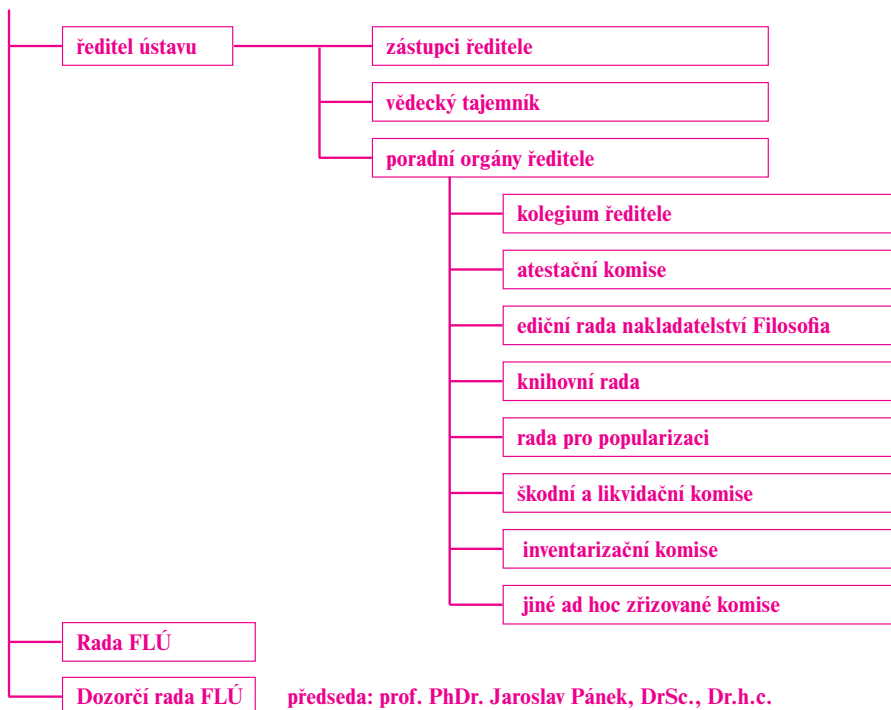 ředitel ústavu
zástupci ředitele
vědecký tajemník
poradní orgány ředitele
kolegium ředitele
atestační komise
ediční rada nakladatelství Filosofia
knihovní rada
rada pro popularizaci
škodní a likvidační komise
inventarizační komise
jiné ad hoc zřizované komise
Rada FLÚ
Dozorčí rada FLÚ předseda: prof. PhDr. Jaroslav Pánek, DrSc., Dr.h.c.